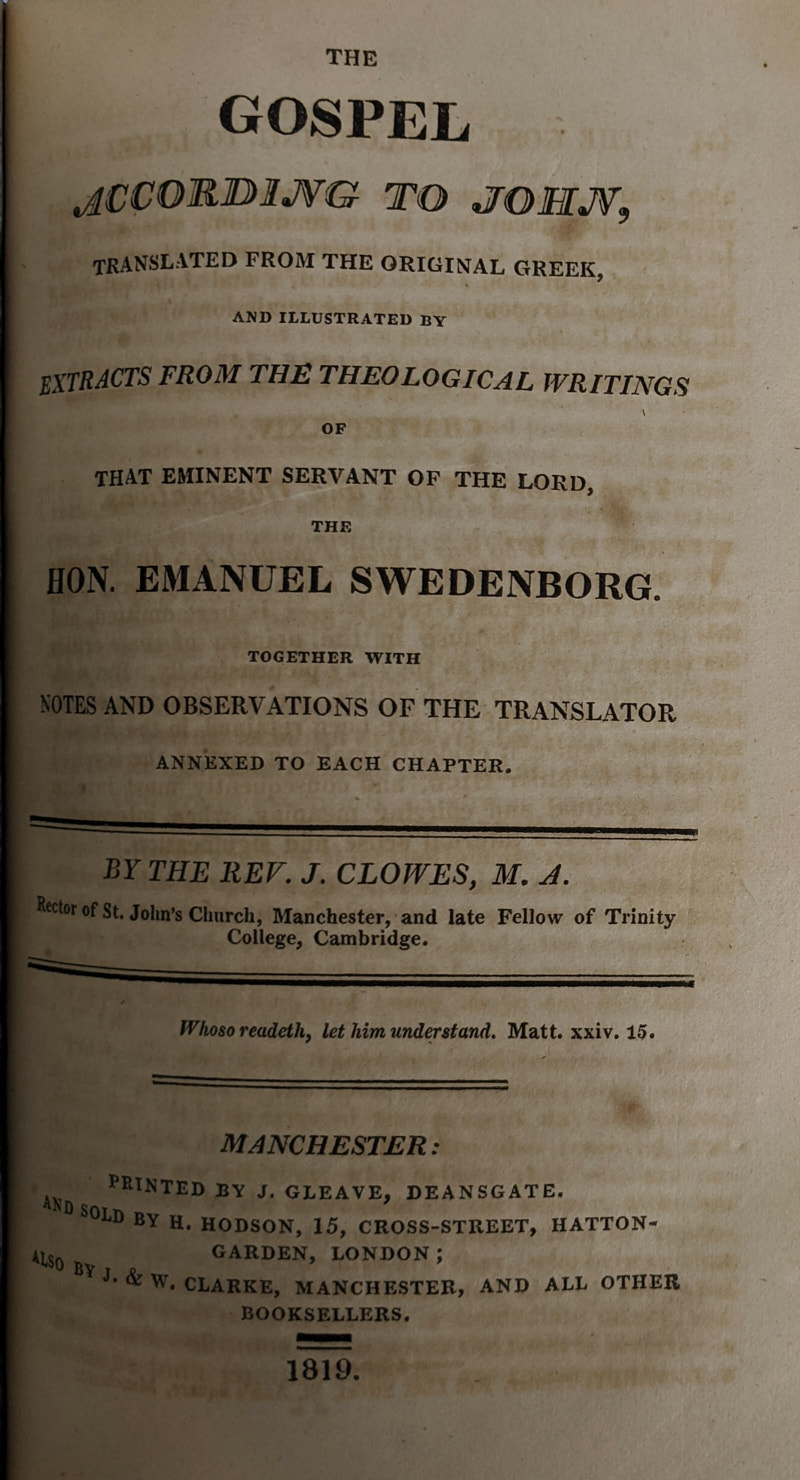 THE
GOSPEL
ACCORDING TO JOHN,
TRANSLATED FROM THE ORIGINAL GREEK,
AND ILLUSTRATED BY
EXTRACTS FROM THE THEOLOGICAL WRITINGS
OF
THAT EMINENT SERVANT OF THE LORD,
THE
HON. EMANUEL SWEDENBORG.
TOGETHER WITH
NOTES AND OBSERVATIONS OF THE TRANSLATOR
ANNEXED TO EACH CHAPTER.
BY THE REV. J. CLOWES, M. A.
Rector of St. John's Church, Manchester, and late Fellow of Trinity
College, Cambridge.
Whoso readeth, let him understand. Matt. xxiv. 15.
MANCHESTER:
PRINTED BY J. GLEAVE, DEANSGATE.
AND SOLD BY H. HODSON, 15, CROSS-STREET, HATTON-
GARDEN, LONDON;
ALSO BY J. & W. CLARKE, MANCHESTER, AND ALL OTHER
BOOKSELLERS.
1819.